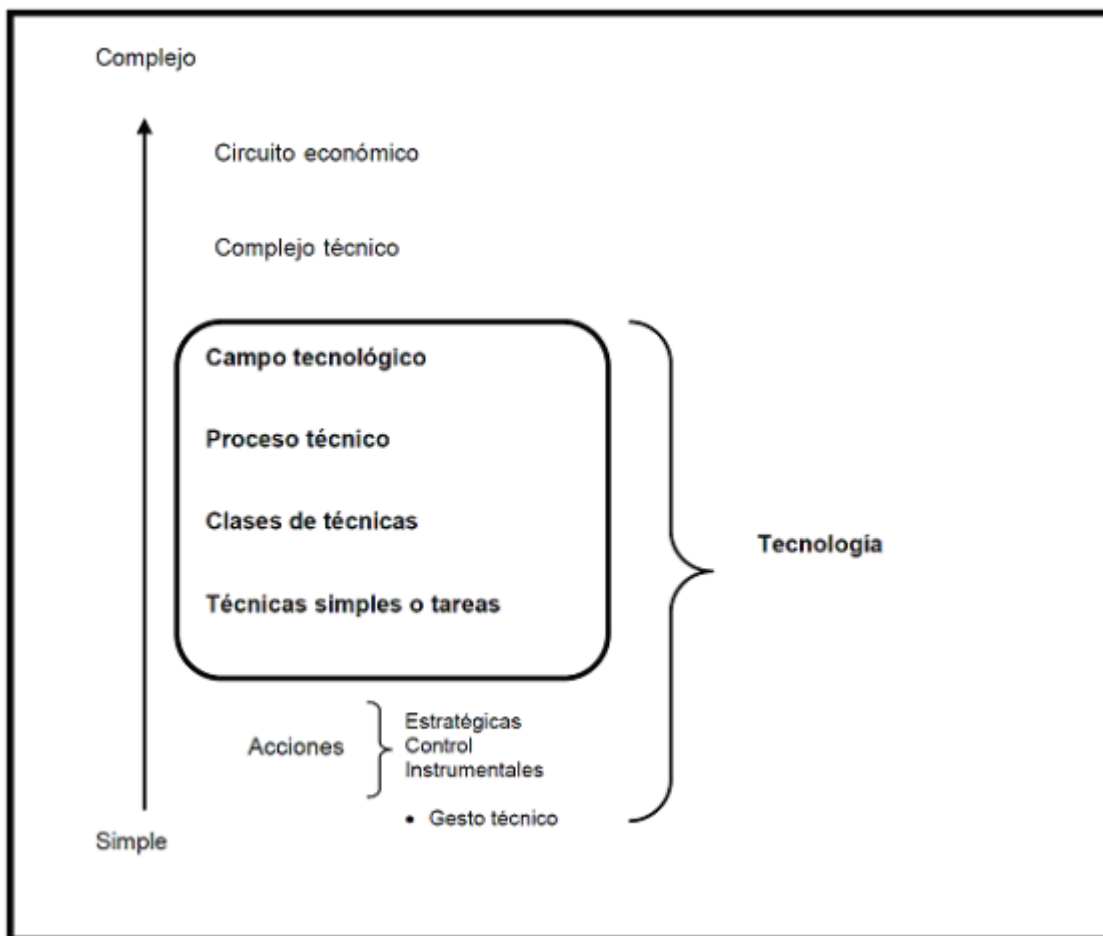 Complejo
Circuito económico
Complejo técnico
Campo tecnológico
Proceso técnico
Clases de técnicas
Tecnología
Técnicas simples o tareas
Acciones
Estratégicas
Control
Instrumentales
• Gesto técnico
Simple